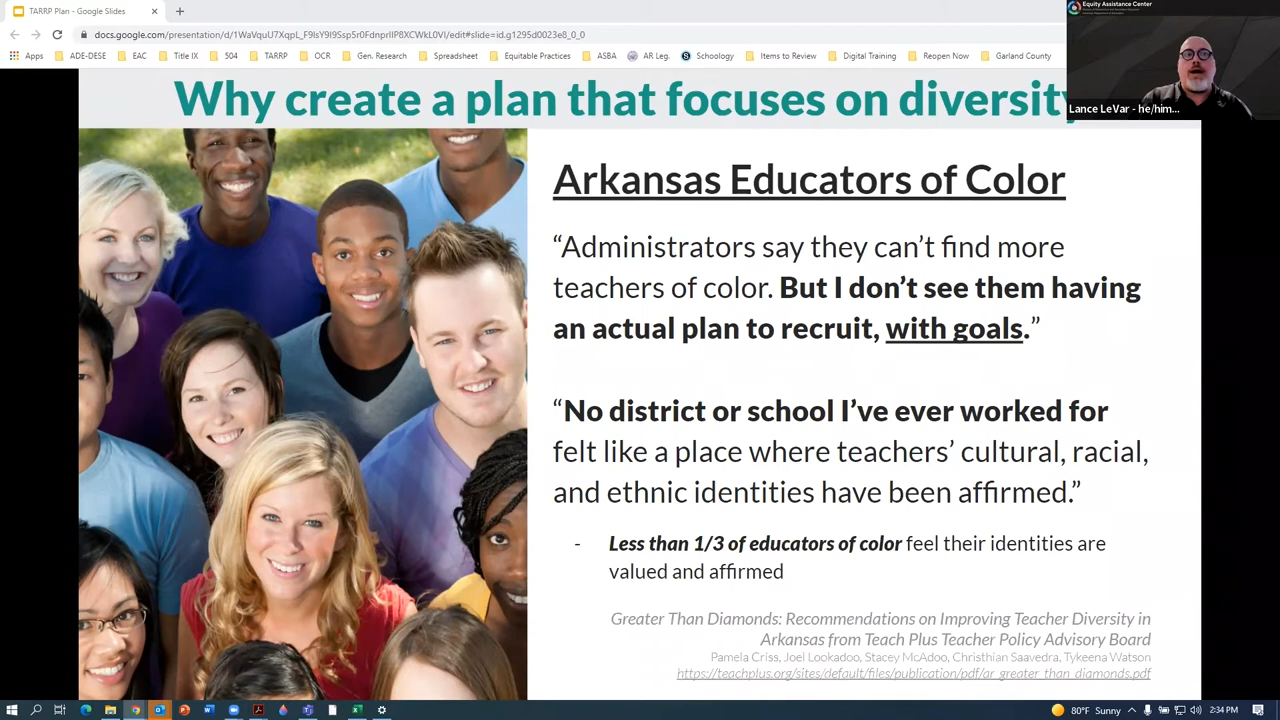 TARRP Plan - Google Slides
Equity Assistance Center
docs.google.com/presentation/d/
Apps ADE-DESE EAC Title IX 504 TARRP OCR Gen. Research Spreadsheet Equitable Practices ASBA AR Leg. Schoology Items to Review Digital Training Reopen Now Garland County
Lance LeVar - he/him...
Why create a plan that focuses on diversity
Arkansas Educators of Color
“Administrators say they can’t find more
teachers of color. But I don’t see them having
an actual plan to recruit, with goals.”
“No district or school I’ve ever worked for
felt like a place where teachers’ cultural, racial,
and ethnic identities have been affirmed.”
- Less than 1/3 of educators of color feel their identities are
valued and affirmed
Greater Than Diamonds: Recommendations on Improving Teacher Diversity in
Arkansas from Teach Plus Teacher Policy Advisory Board
Pamela Criss, Joel Lookadoo, Stacey McAdoo, Christhian Saavedra, Tykeena Watson
https://teachplus.org/sites/default/files/publication/pdf/ar_greater_than_diamonds.pdf
80°F Sunny 2:34 PM